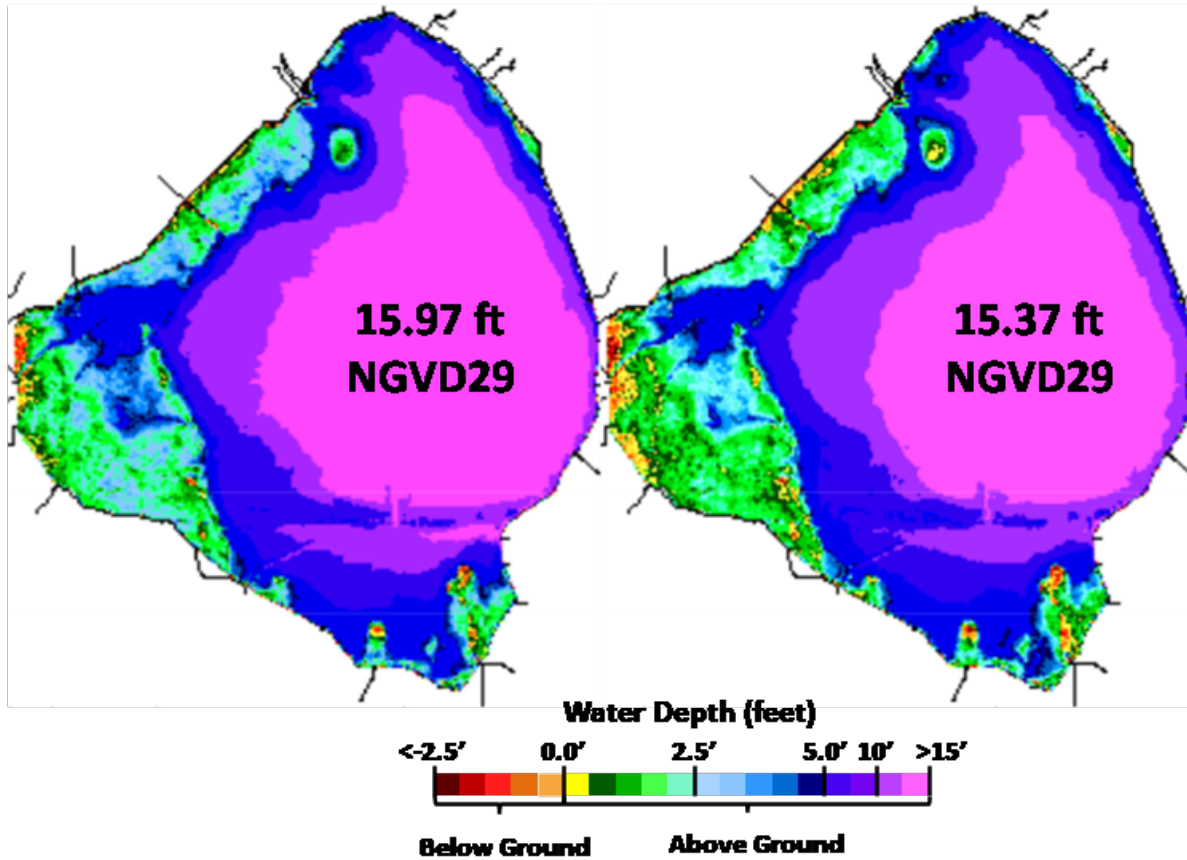 15.97 ft
NGVD29
15.37 ft
NGVD29
Water Depth (feet)
<-2.5' 0.0' 2.5' 5.0' 10' >15'
Below Ground Above Ground